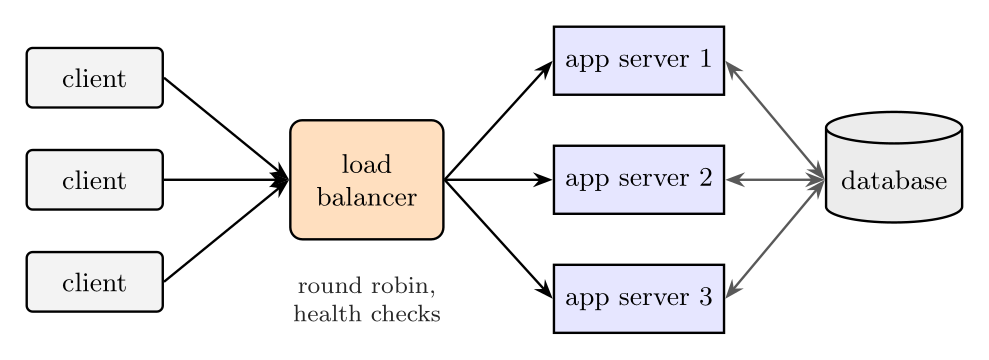 client
client
client
load
balancer
round robin,
health checks
app server 1
app server 2
app server 3
database